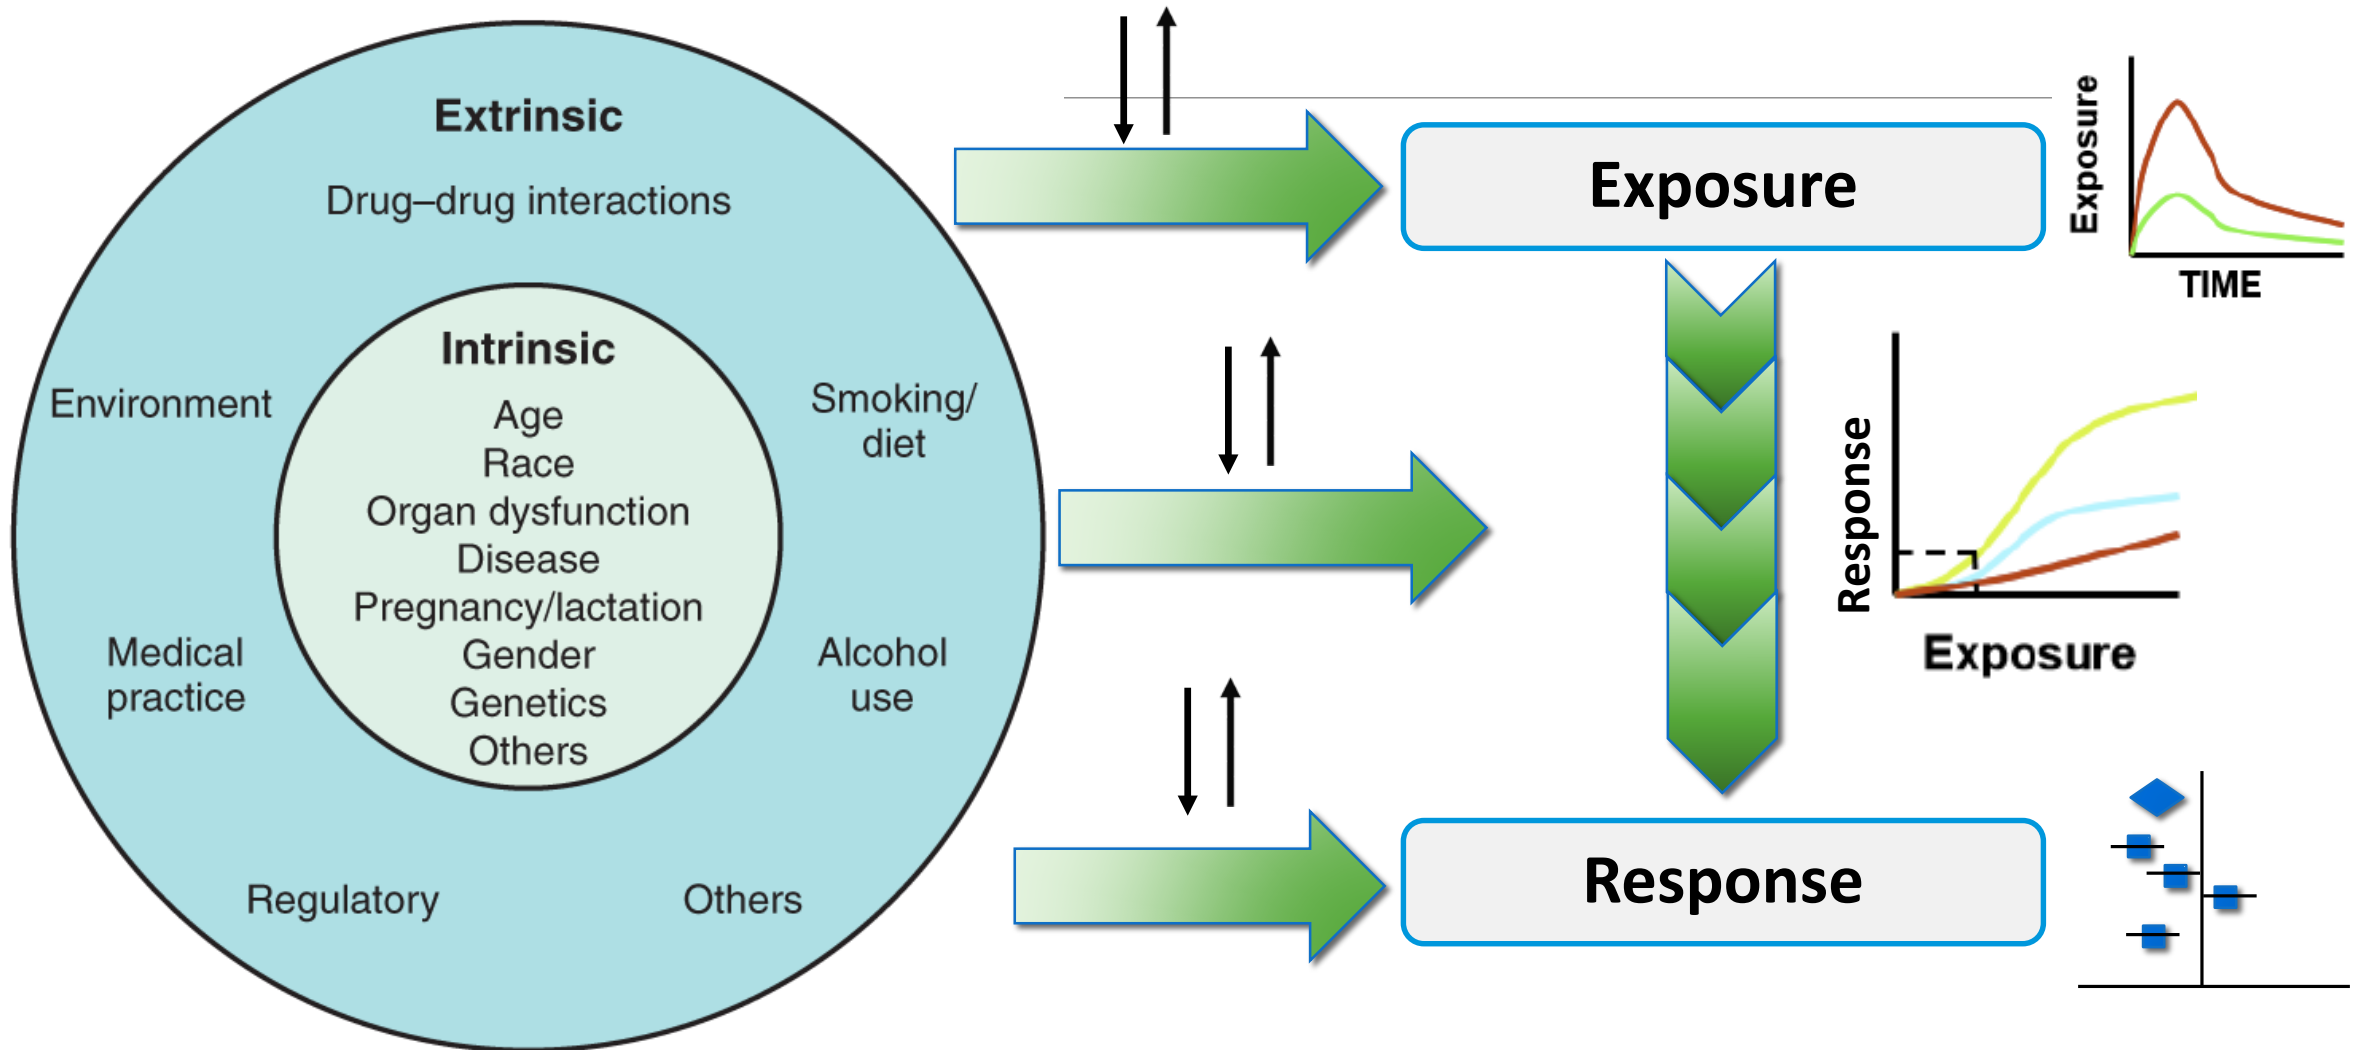 Extrinsic
Drug–drug interactions
Environment
Smoking/
diet
Medical
practice
Alcohol
use
Regulatory
Others
Intrinsic
Age
Race
Organ dysfunction
Disease
Pregnancy/lactation
Gender
Genetics
Others
Exposure
Exposure
TIME
Response
Exposure
Response